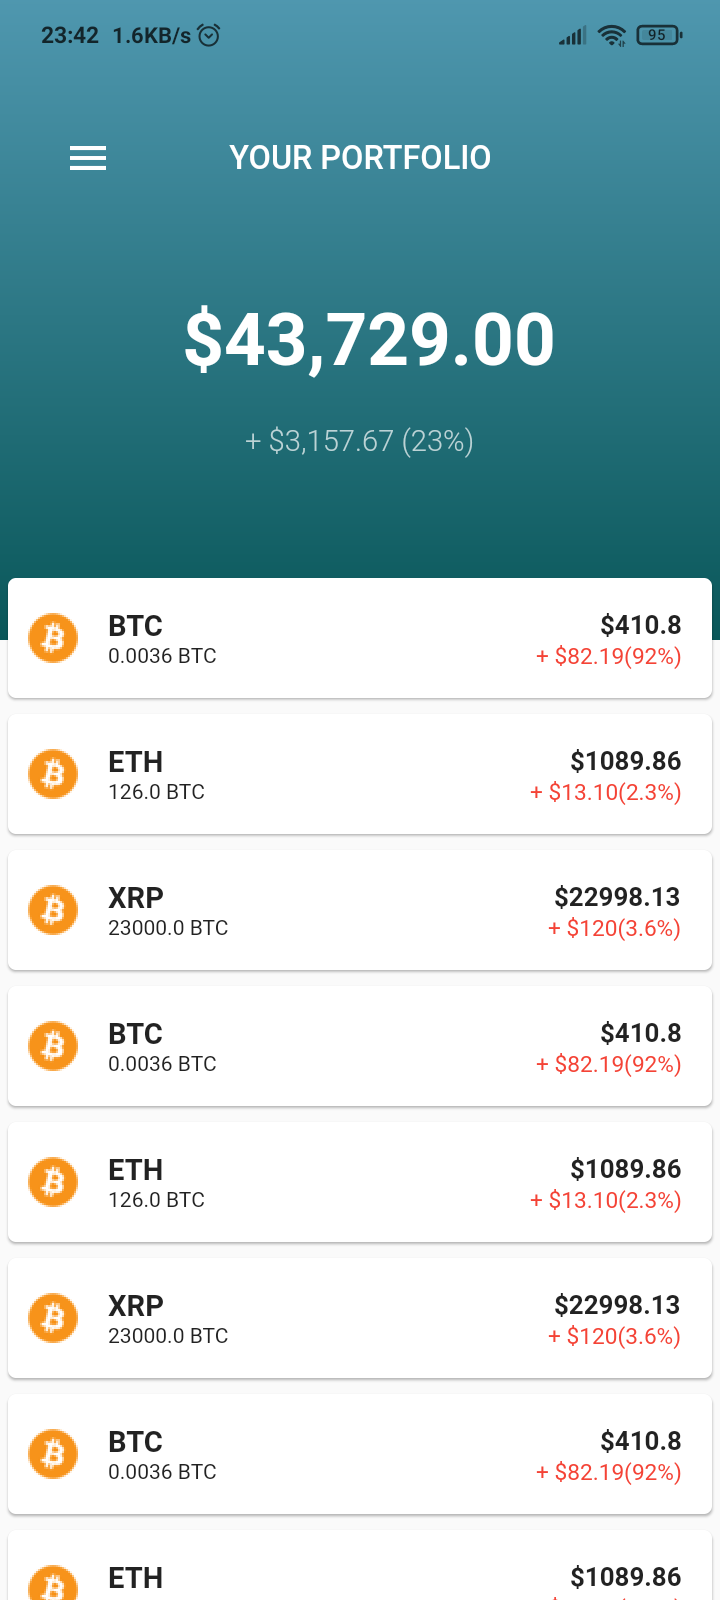 23:42 1.6KB/s 95
YOUR PORTFOLIO
$43,729.00
+ $3,157.67 (23%)
BTC $410.8
0.0036 BTC + $82.19(92%)
ETH $1089.86
126.0 BTC + $13.10(2.3%)
XRP $22998.13
23000.0 BTC + $120(3.6%)
BTC $410.8
0.0036 BTC + $82.19(92%)
ETH $1089.86
126.0 BTC + $13.10(2.3%)
XRP $22998.13
23000.0 BTC + $120(3.6%)
BTC $410.8
0.0036 BTC + $82.19(92%)
ETH $1089.86